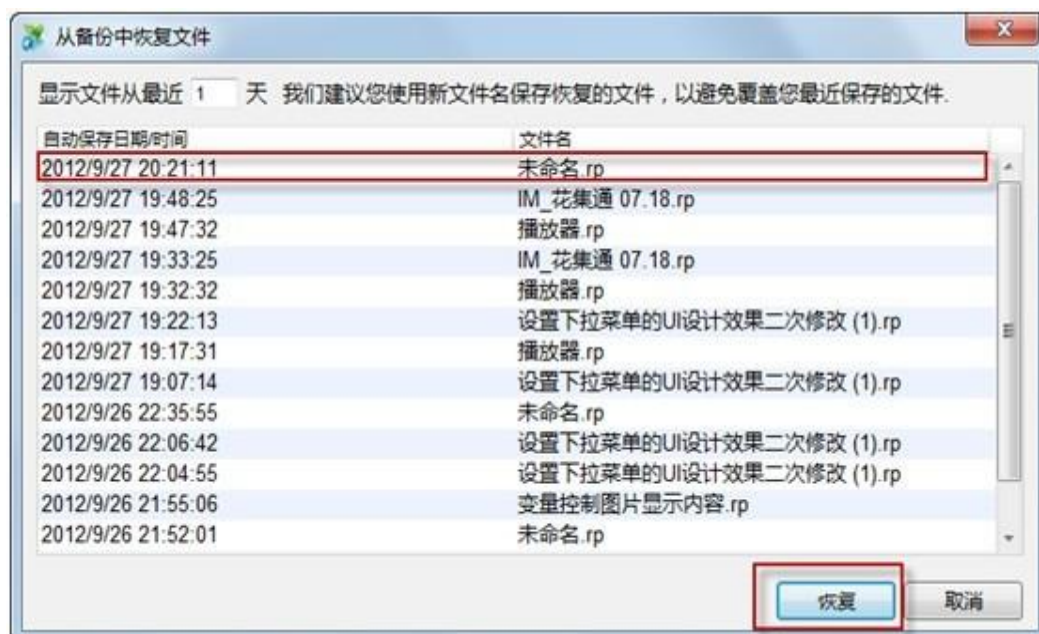 从备份中恢复文件
显示文件从最近 1 天 我们建议您使用新文件名保存恢复的文件，以避免覆盖您最近保存的文件.
自动保存日期/时间 文件名
2012/9/27 20:21:11 未命名.rp
2012/9/27 19:48:25 IM_花集通 07.18.rp
2012/9/27 19:47:32 播放器.rp
2012/9/27 19:33:25 IM_花集通 07.18.rp
2012/9/27 19:32:32 播放器.rp
2012/9/27 19:22:13 设置下拉菜单的UI设计效果二次修改 (1).rp
2012/9/27 19:17:31 播放器.rp
2012/9/27 19:07:14 设置下拉菜单的UI设计效果二次修改 (1).rp
2012/9/26 22:35:55 未命名.rp
2012/9/26 22:06:42 设置下拉菜单的UI设计效果二次修改 (1).rp
2012/9/26 22:04:55 设置下拉菜单的UI设计效果二次修改 (1).rp
2012/9/26 21:55:06 变量控制图片显示内容.rp
2012/9/26 21:52:01 未命名.rp
恢复 取消